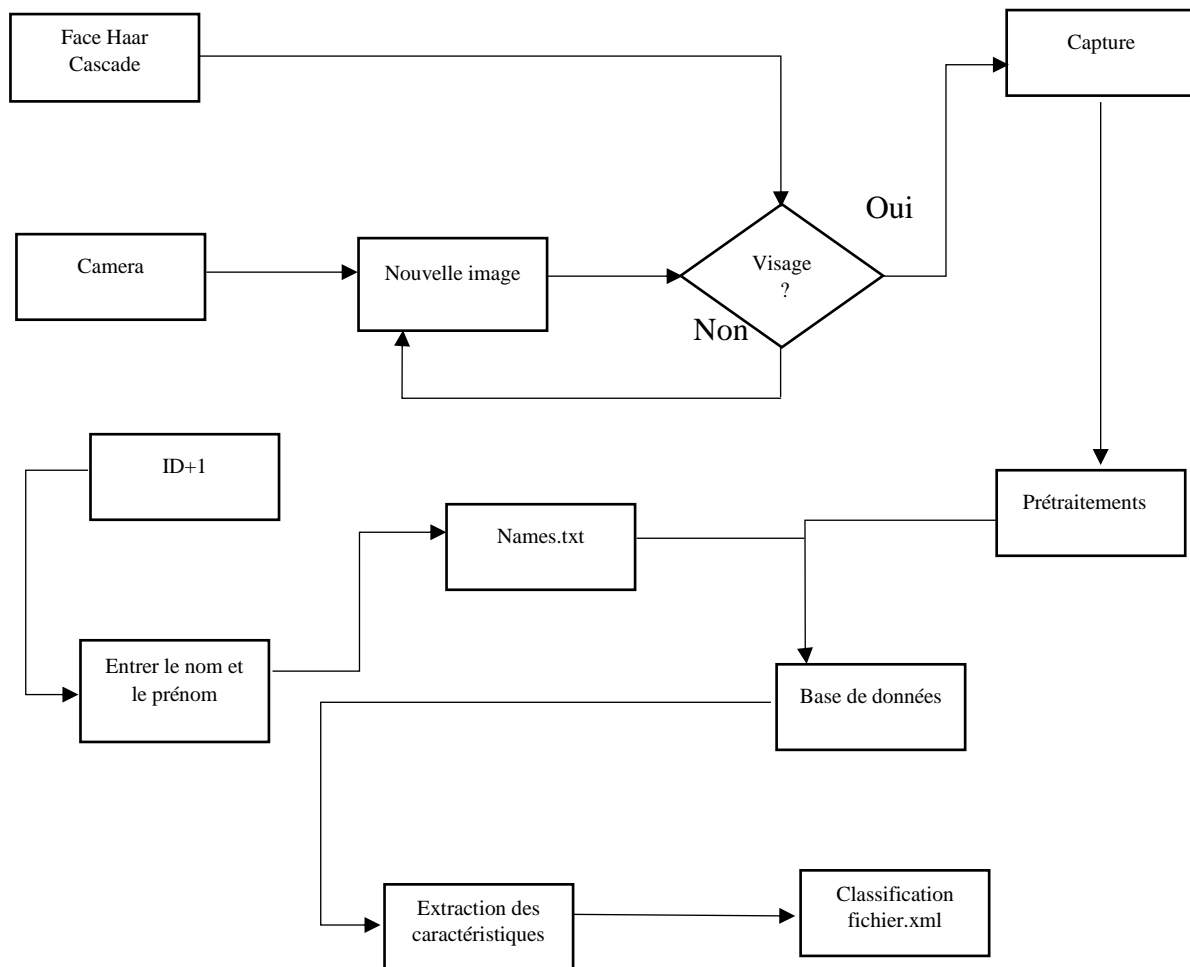 Face Haar
Cascade
Capture
Oui
Camera
Nouvelle image
Visage
?
Non
ID+1
Names.txt
Prétraitements
Entrer le nom et
le prénom
Base de données
Extraction des
caractéristiques
Classification
fichier.xml